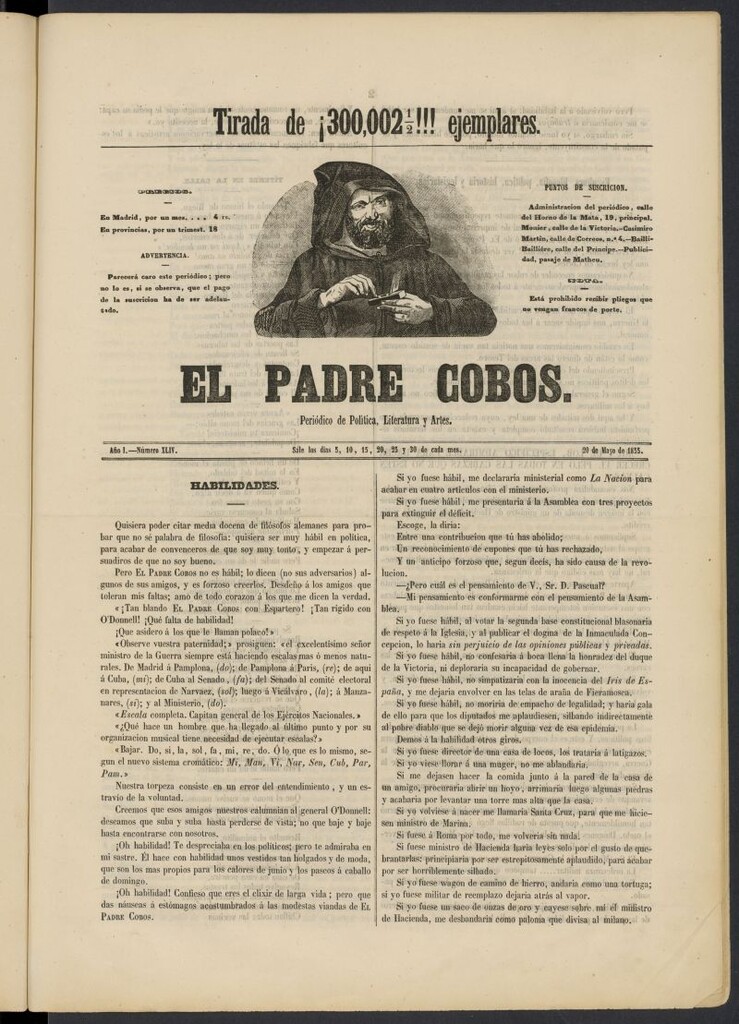 Tirada de ¡300,002½!!! ejemplares.
PRECIOS.
En Madrid, por un mes. . . . 4 rs.
En provincias, por un trimest. 18
ADVERTENCIA.
Parecerá caro este periódico; pero
no lo es, si se observa, que el pago
de la suscricion ha de ser adelan-
tado.
PUNTOS DE SUSCRICION.
Administracion del periódico, calle
del Horno de la Mata, 19, principal.
Monier, calle de la Victoria.—Casimiro
Martin, calle de Correos, n.º 4.—Bailli-
Baillière, calle del Príncipe.—Publici-
dad, pasaje de Matheu.
Está prohibido recibir pliegos que
no vengan francos de porte.
EL PADRE COBOS.
Periódico de Política, Literatura y Artes.
Año I.—Número XLIV.
Sale los dias 5, 10, 15, 20, 25 y 30 de cada mes.
20 de Mayo de 1855.
HABILIDADES.
Quisiera poder citar media docena de filósofos alemanes para pro-
bar que no sé palabra de filosofía: quisiera ser muy hábil en política,
para acabar de convenceros de que soy muy tonto, y empezar á per-
suadiros de que no soy bueno.
Pero EL PADRE COBOS no es hábil; lo dicen (no sus adversarios) al-
gunos de sus amigos, y es forzoso creerlos. Desdeño á los amigos que
toleran mis faltas; amo de todo corazon á los que me dicen la verdad.
«¡Tan blando EL PADRE COBOS con Espartero! ¡Tan rígido con
O'Donnell! ¡Qué falta de habilidad!
¡Que asidero á los que le llaman polaco!»
«Observe vuestra paternidad;» prosiguen: «el excelentísimo señor
ministro de la Guerra siempre está haciendo escalas mas ó menos natu-
rales. De Madrid á Pamplona, (do); de Pamplona á París, (re); de aquí
á Cuba, (mi); de Cuba al Senado, (fa); del Senado al comité electoral
en representacion de Narvaez, (sol); luego á Vicálvaro, (la); á Manza-
nares, (si); y al Ministerio, (do).
«Escala completa. Capitan general de los Ejércitos Nacionales.»
«¿Qué hace un hombre que ha llegado al último punto y por su
organizacion musical tiene necesidad de ejecutar escalas?»
«Bajar. Do, si, la, sol, fa, mi, re, do. Ó lo que es lo mismo, se-
gun el nuevo sistema cromático: Mi, Man, Vi, Nar, Sen, Cub, Par,
Pam.»
Nuestra torpeza consiste en un error del entendimiento, y un es-
travio de la voluntad.
Creemos que esos amigos nuestros calumnian al general O'Donnell:
deseamos que suba y suba hasta perderse de vista; no que baje y baje
hasta encontrarse con nosotros.
¡Oh habilidad! Te despreciaba en los políticos; pero te admiraba en
mi sastre. Él hace con habilidad unos vestidos tan holgados y de moda,
que son los mas propios para los calores de junio y los paseos á caballo
de domingo.
¡Oh habilidad! Confieso que eres el elixir de larga vida; pero que
das náuseas á estómagos acostumbrados á las modestas viandas de EL
PADRE COBOS.
Si yo fuese hábil, me declararia ministerial como La Nacion para
acabar en cuatro artículos con el ministerio.
Si yo fuese hábil, me presentaria á la Asamblea con tres proyectos
para extinguir el déficit.
Escoge, la diria:
Entre una contribucion que tú has abolido;
Un reconocimiento de cupones que tú has rechazado,
Y un anticipo forzoso que, segun decís, ha sido causa de la revo-
lucion.
—¿Pero cuál es el pensamiento de V., Sr. D. Pascual?
—Mi pensamiento es conformarme con el pensamiento de la Asam-
blea.
Si yo fuese hábil, al votar la segunda base constitucional blasonaria
de respeto á la Iglesia, y al publicar el dogma de la Inmaculada Con-
cepcion, lo haria sin perjuicio de las opiniones públicas y privadas.
Si yo fuese hábil, no confesaria á boca llena la honradez del duque
de la Victoria, ni deploraria su incapacidad de gobernar.
Si yo fuese hábil, no simpatizaria con la inocencia del Iris de Es-
paña, y me dejaria envolver en las telas de araña de Fieramosca.
Si yo fuese hábil, no moriria de empacho de legalidad; y haria gala
de ello para que los diputados me aplaudiesen, silbando indirectamente
al pobre diablo que se dejó morir alguna vez de esa epidemia.
Demos á la habilidad otros giros.
Si yo fuese director de una casa de locos, los trataria á latigazos.
Si yo viese llorar á una muger, no me ablandaria.
Si me dejasen hacer la comida junto á la pared de la casa de
un amigo, procuraria abrir un hoyo, arrimaria luego algunas piedras
y acabaria por levantar una torre mas alta que la casa.
Si yo volviese á nacer me llamaria Santa Cruz, para que me hicie-
sen ministro de Marina.
Si fuese á Roma por todo, me volveria sin nada.
Si fuese ministro de Hacienda haria leyes solo por el gusto de que-
brantarlas: principiaria por ser estrepitosamente aplaudido, para acabar
por ser horriblemente silbado.
Si yo fuese wagon de camino de hierro, andaria como una tortuga;
si yo fuese militar de reemplazo dejaria atrás al vapor.
Si yo fuese un saco de onzas de oro y cayese sobre mí el ministro
de Hacienda, me desbandaria como paloma que divisa al milano.